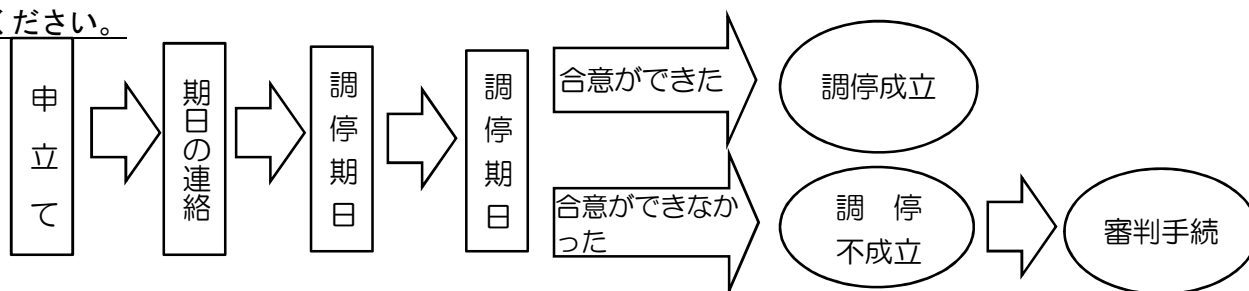 ください。
申立て
期日の連絡
調停期日
調停期日
合意ができた
調停成立
合意ができなか
った
調　停
不成立
審判手続